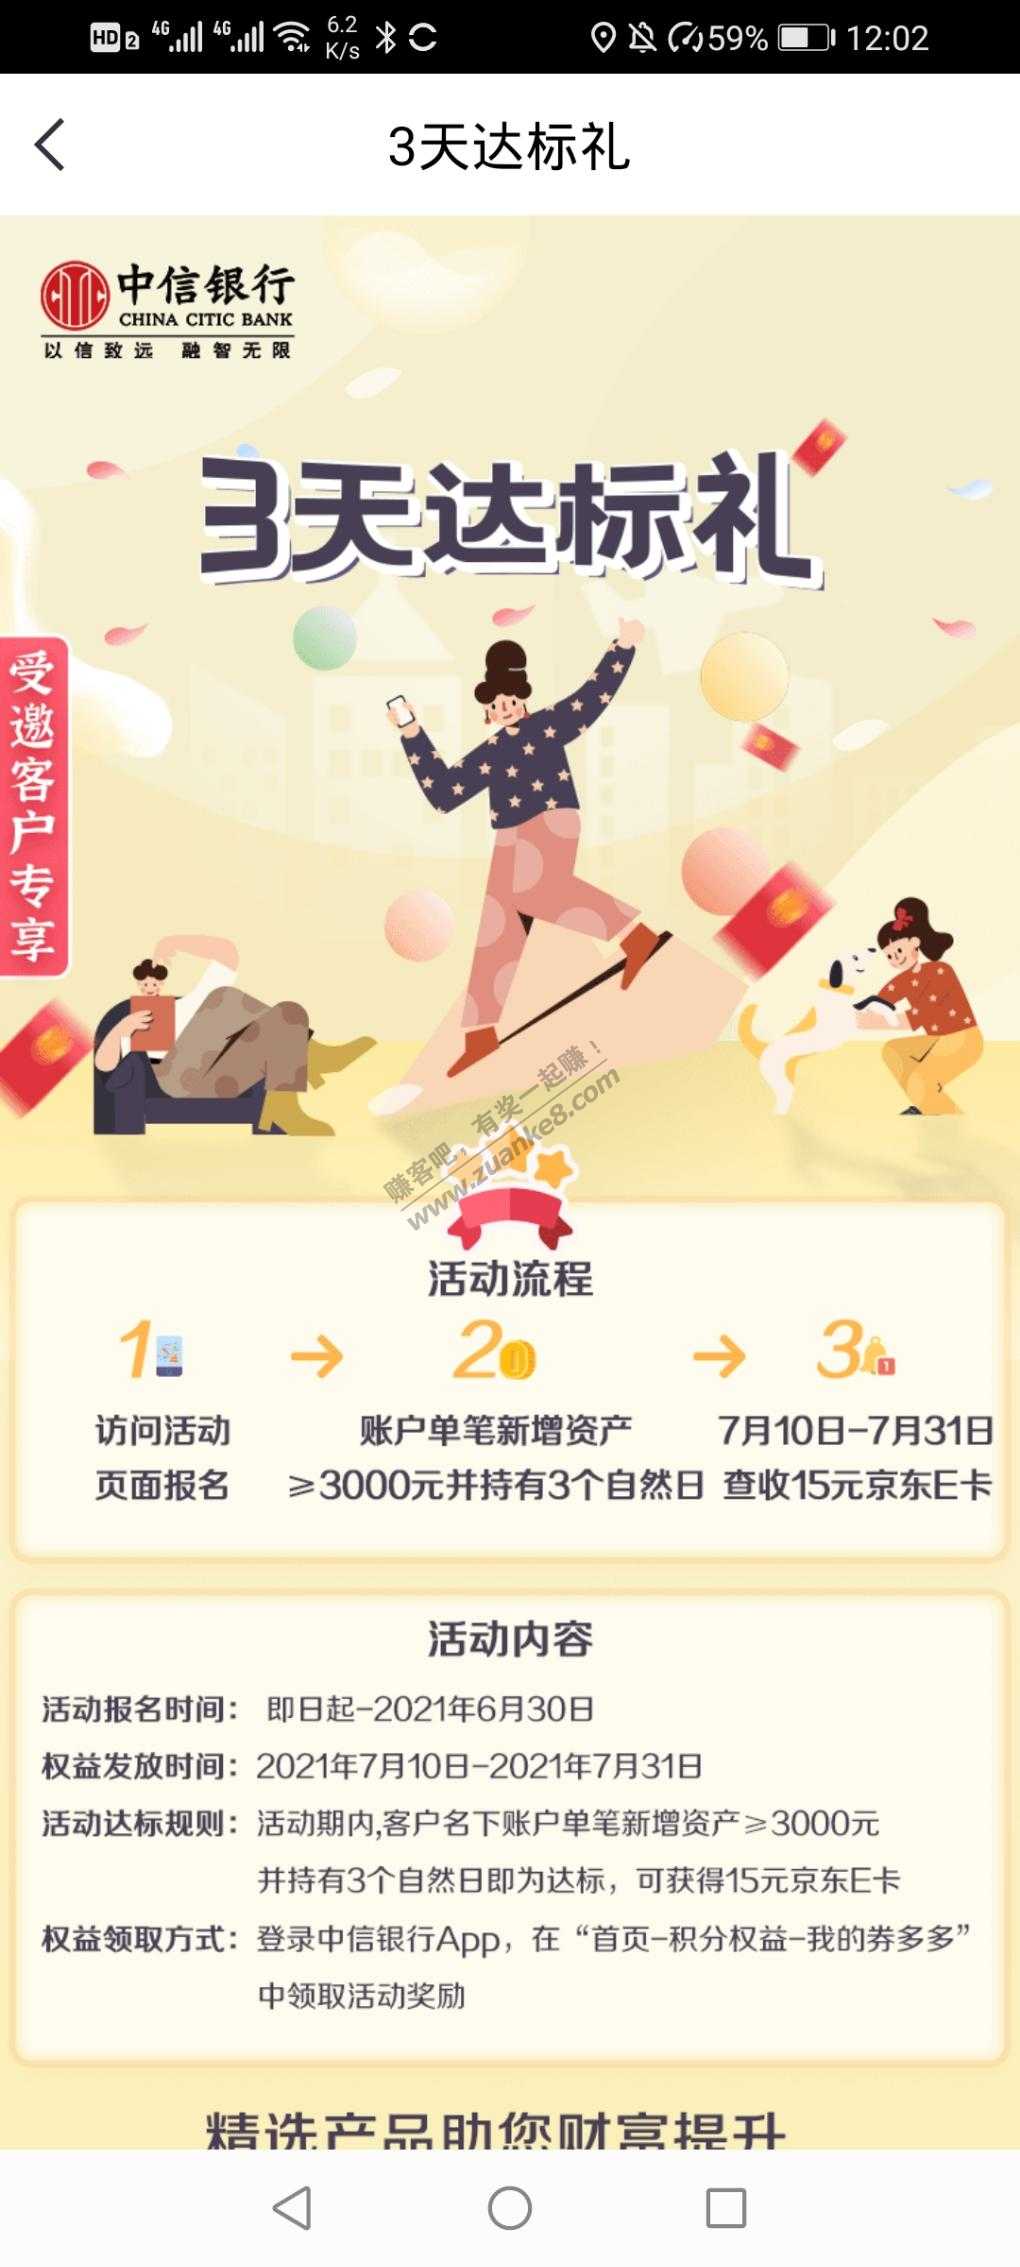 HD 2 4G 4G 6.2 K/s 59% 12:02
3天达标礼
中信银行
CHINA CITIC BANK
以信致远 融智无限
3天达标礼
受邀客户专享
赚客吧，有奖一起赚！
www.zuanke8.com
活动流程
1 → 2 → 3
访问活动 账户单笔新增资产 7月10日-7月31日
页面报名 ≥3000元并持有3个自然日 查收15元京东E卡
活动内容
活动报名时间： 即日起-2021年6月30日
权益发放时间：2021年7月10日-2021年7月31日
活动达标规则：活动期内,客户名下账户单笔新增资产≥3000元
并持有3个自然日即为达标，可获得15元京东E卡
权益领取方式：登录中信银行App，在“首页-积分权益-我的券多多”
中领取活动奖励
精选产品助您财富提升